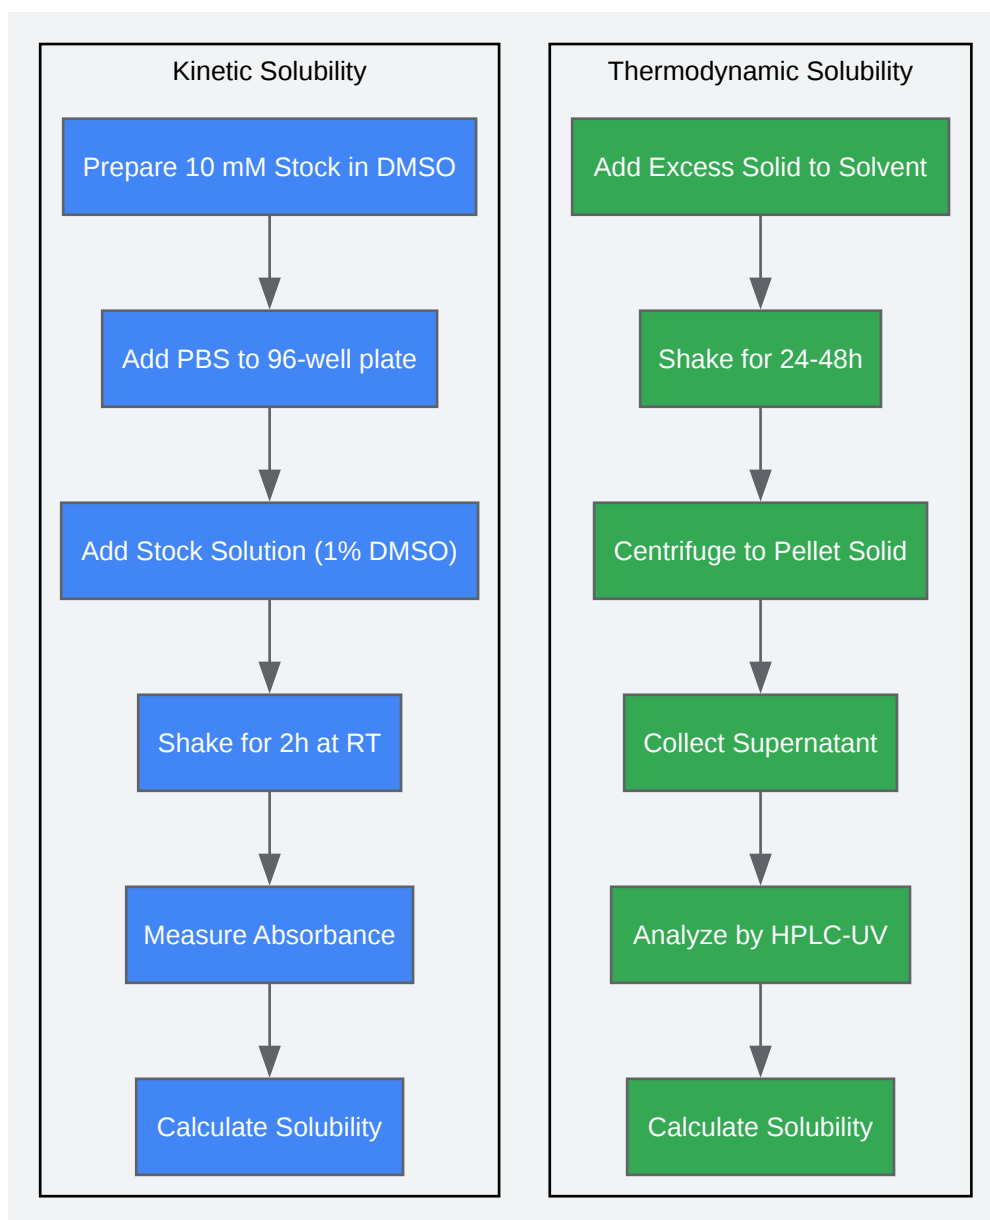 Kinetic Solubility
Prepare 10 mM Stock in DMSO
Add PBS to 96-well plate
Add Stock Solution (1% DMSO)
Shake for 2h at RT
Measure Absorbance
Calculate Solubility
Thermodynamic Solubility
Add Excess Solid to Solvent
Shake for 24-48h
Centrifuge to Pellet Solid
Collect Supernatant
Analyze by HPLC-UV
Calculate Solubility